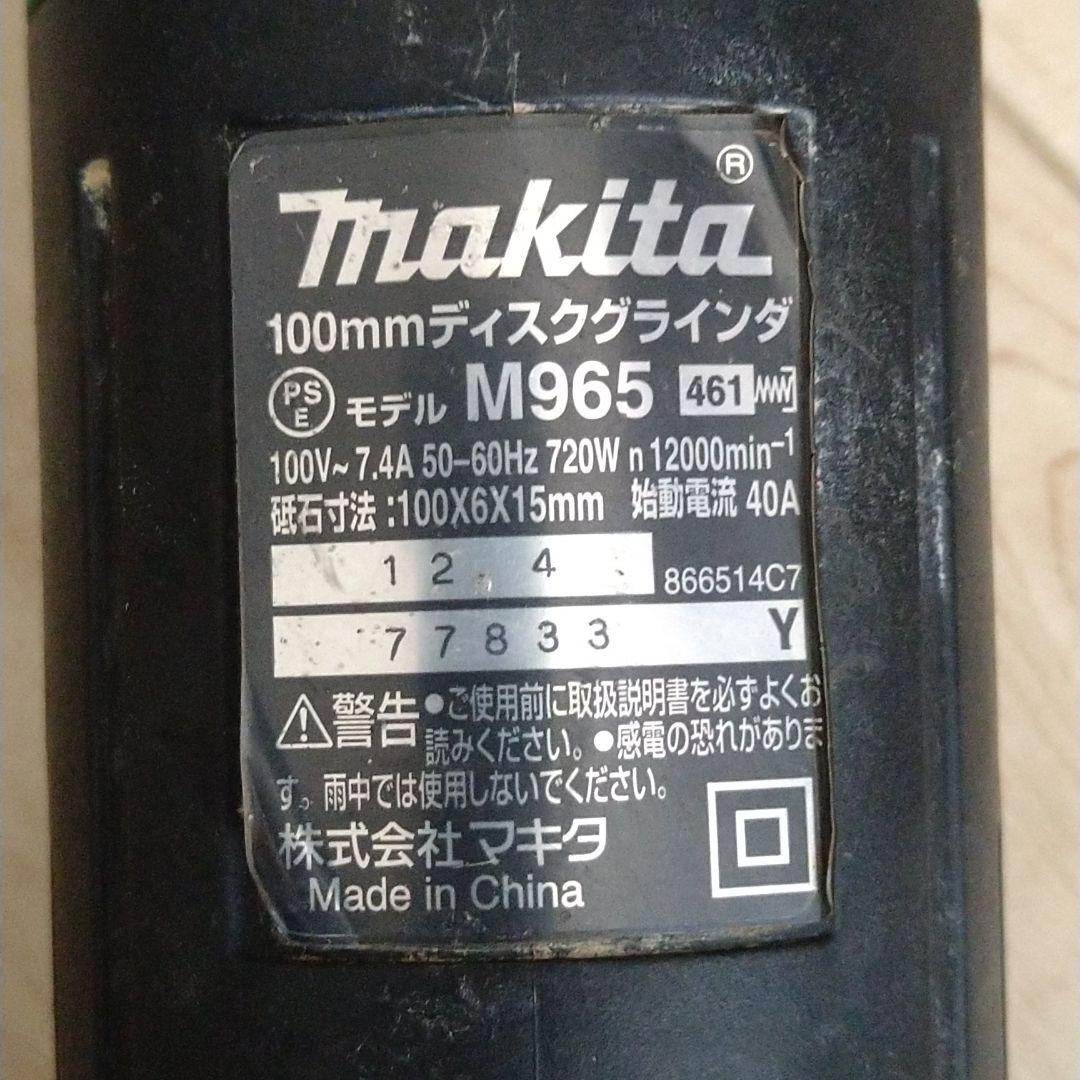 makita ®
100mmディスクグラインダ
PSE モデル M965 461
100V~ 7.4A 50-60Hz 720W n 12000min⁻¹
砥石寸法:100X6X15mm 始動電流 40A
12. 4 866514C7
77833 Y
警告 ●ご使用前に取扱説明書を必ずよくお
読みください。●感電の恐れがありま
す。雨中では使用しないでください。
株式会社マキタ
Made in China